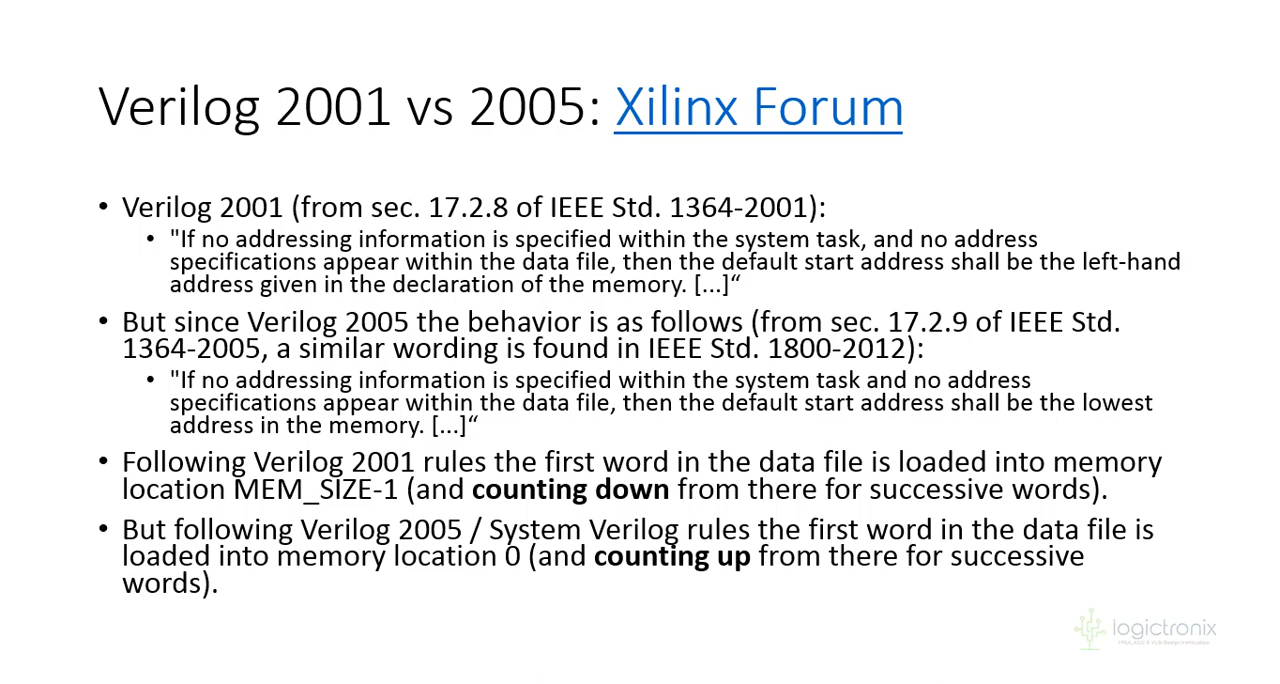 Verilog 2001 vs 2005: Xilinx Forum
• Verilog 2001 (from sec. 17.2.8 of IEEE Std. 1364-2001):
• "If no addressing information is specified within the system task, and no address
specifications appear within the data file, then the default start address shall be the left-hand
address given in the declaration of the memory. [...]“
• But since Verilog 2005 the behavior is as follows (from sec. 17.2.9 of IEEE Std.
1364-2005, a similar wording is found in IEEE Std. 1800-2012):
• "If no addressing information is specified within the system task and no address
specifications appear within the data file, then the default start address shall be the lowest
address in the memory. [...]“
• Following Verilog 2001 rules the first word in the data file is loaded into memory
location MEM_SIZE-1 (and counting down from there for successive words).
• But following Verilog 2005 / System Verilog rules the first word in the data file is
loaded into memory location 0 (and counting up from there for successive
words).
logictronix